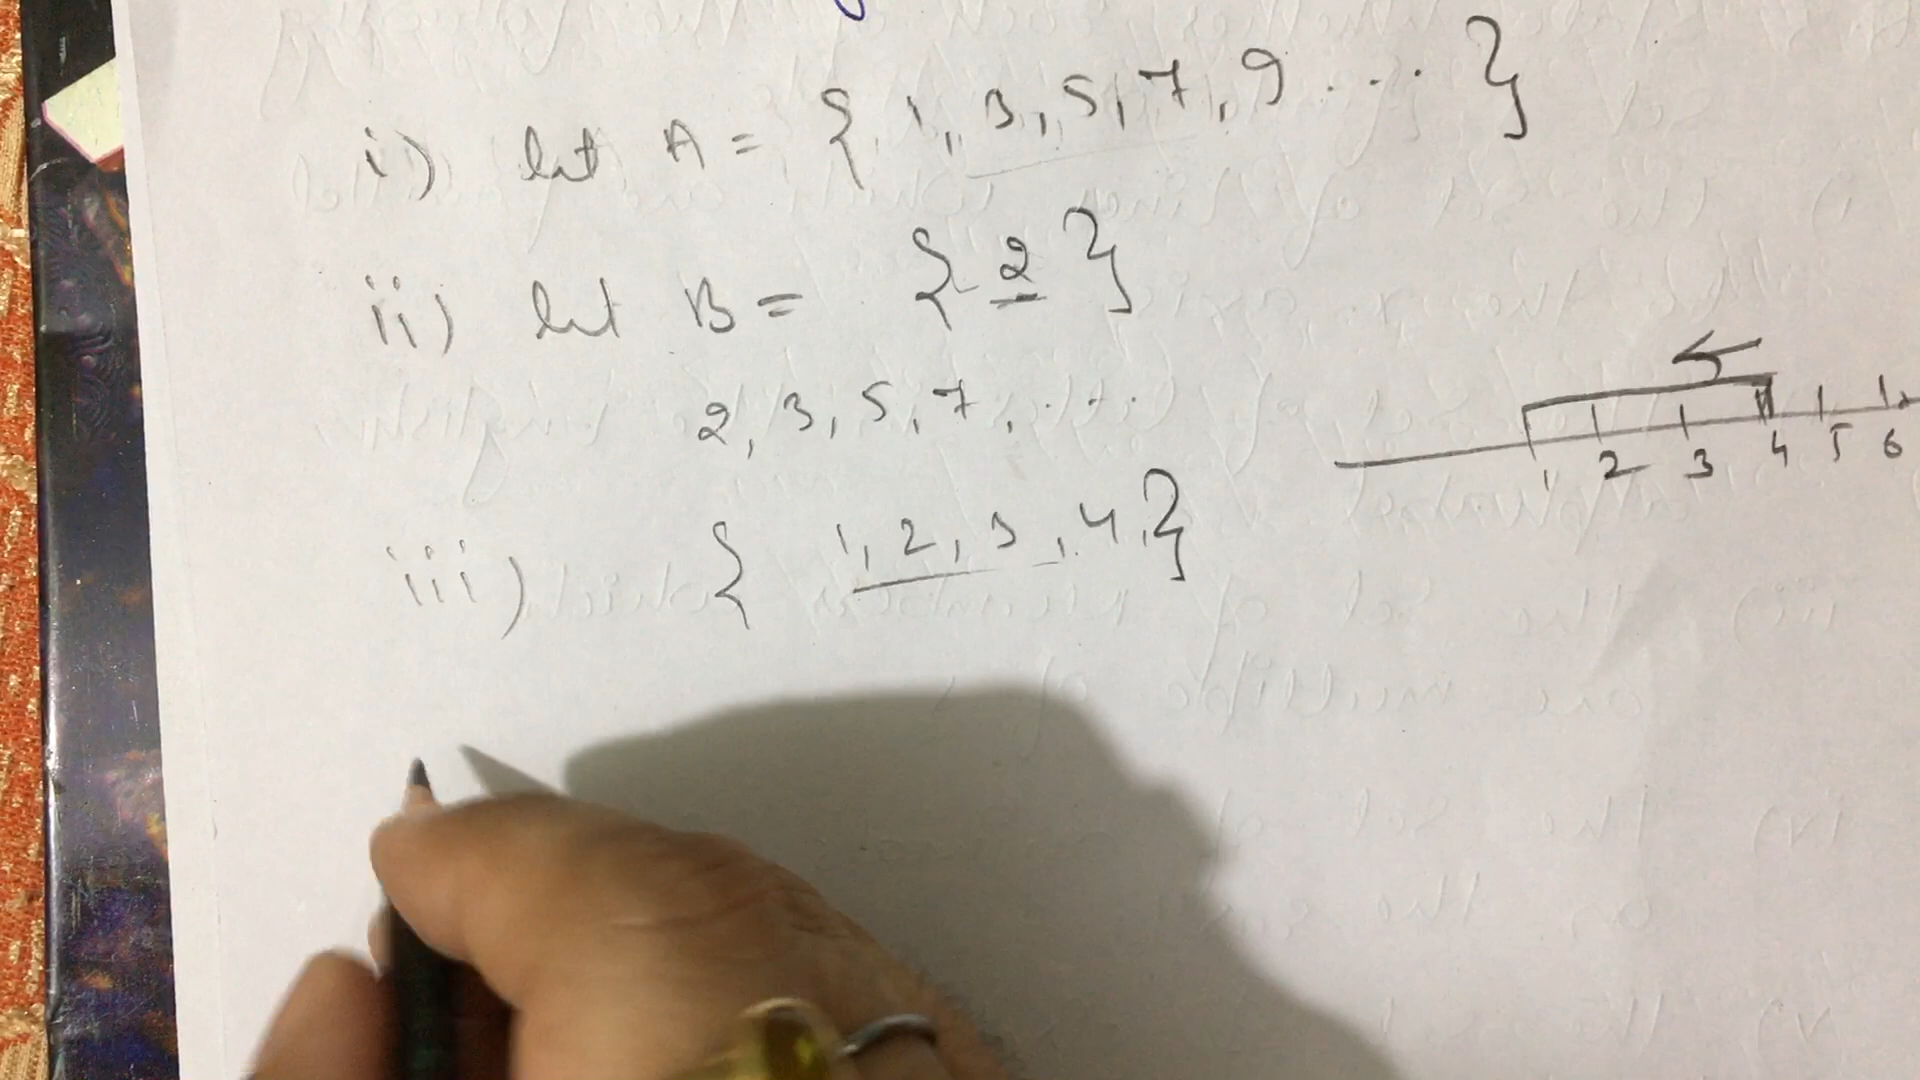 i) let A = { 1, 3, 5, 7, 9 ... }
ii) let B = { 2 }
2, 3, 5, 7, ...
1 2 3 4 5 6
iii) { 1, 2, 3, 4, }